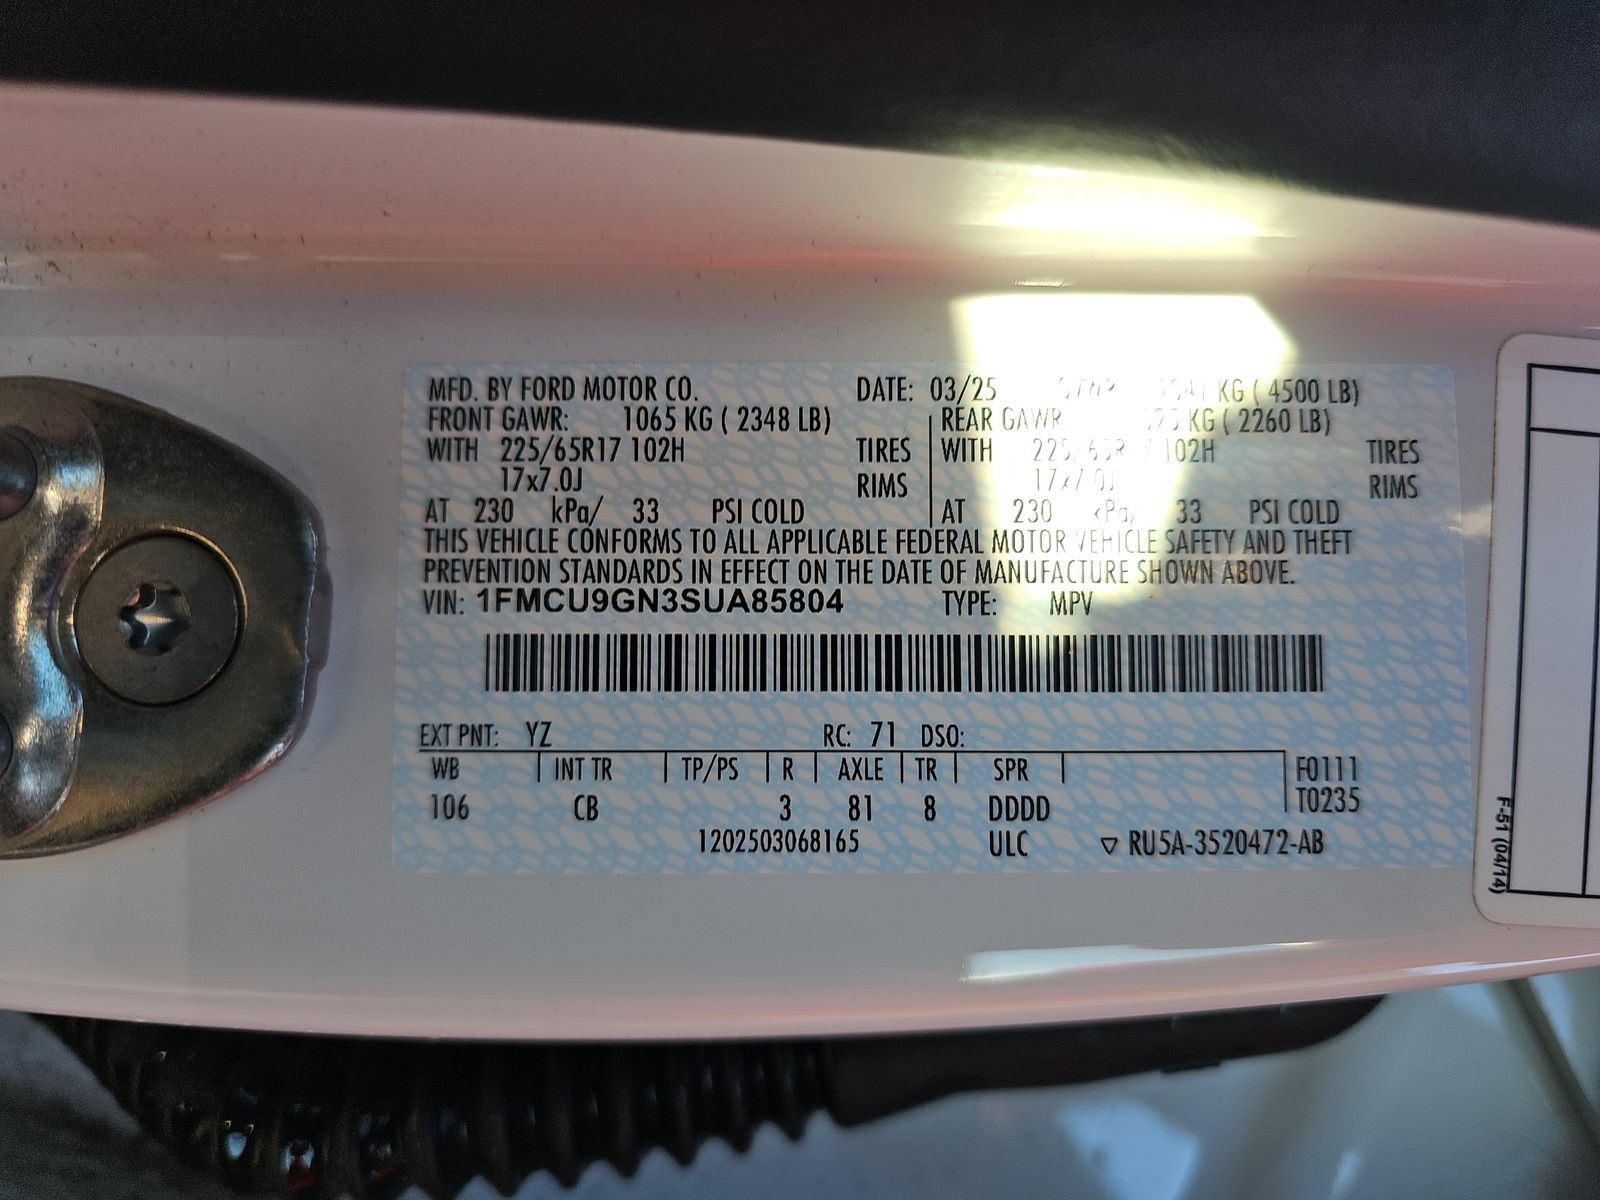 MFD. BY FORD MOTOR CO. DATE: 03/25 KG ( 4500 LB)
FRONT GAWR: 1065 KG ( 2348 LB) REAR GAWR KG ( 2260 LB)
WITH 225/65R17 102H TIRES WITH 102H TIRES
17x7.0J RIMS RIMS
AT 230 kPa/ 33 PSI COLD AT 230 kPa/ 33 PSI COLD
THIS VEHICLE CONFORMS TO ALL APPLICABLE FEDERAL MOTOR VEHICLE SAFETY AND THEFT
PREVENTION STANDARDS IN EFFECT ON THE DATE OF MANUFACTURE SHOWN ABOVE.
VIN: 1FMCU9GN3SUA85804 TYPE: MPV
EXT PNT: YZ RC: 71 DSO:
WB INT TR TP/PS R AXLE TR SPR F0111
106 CB 3 81 8 DDDD T0235
1202503068165 ULC ▽ RU5A-3520472-AB
F-51 (04/14)